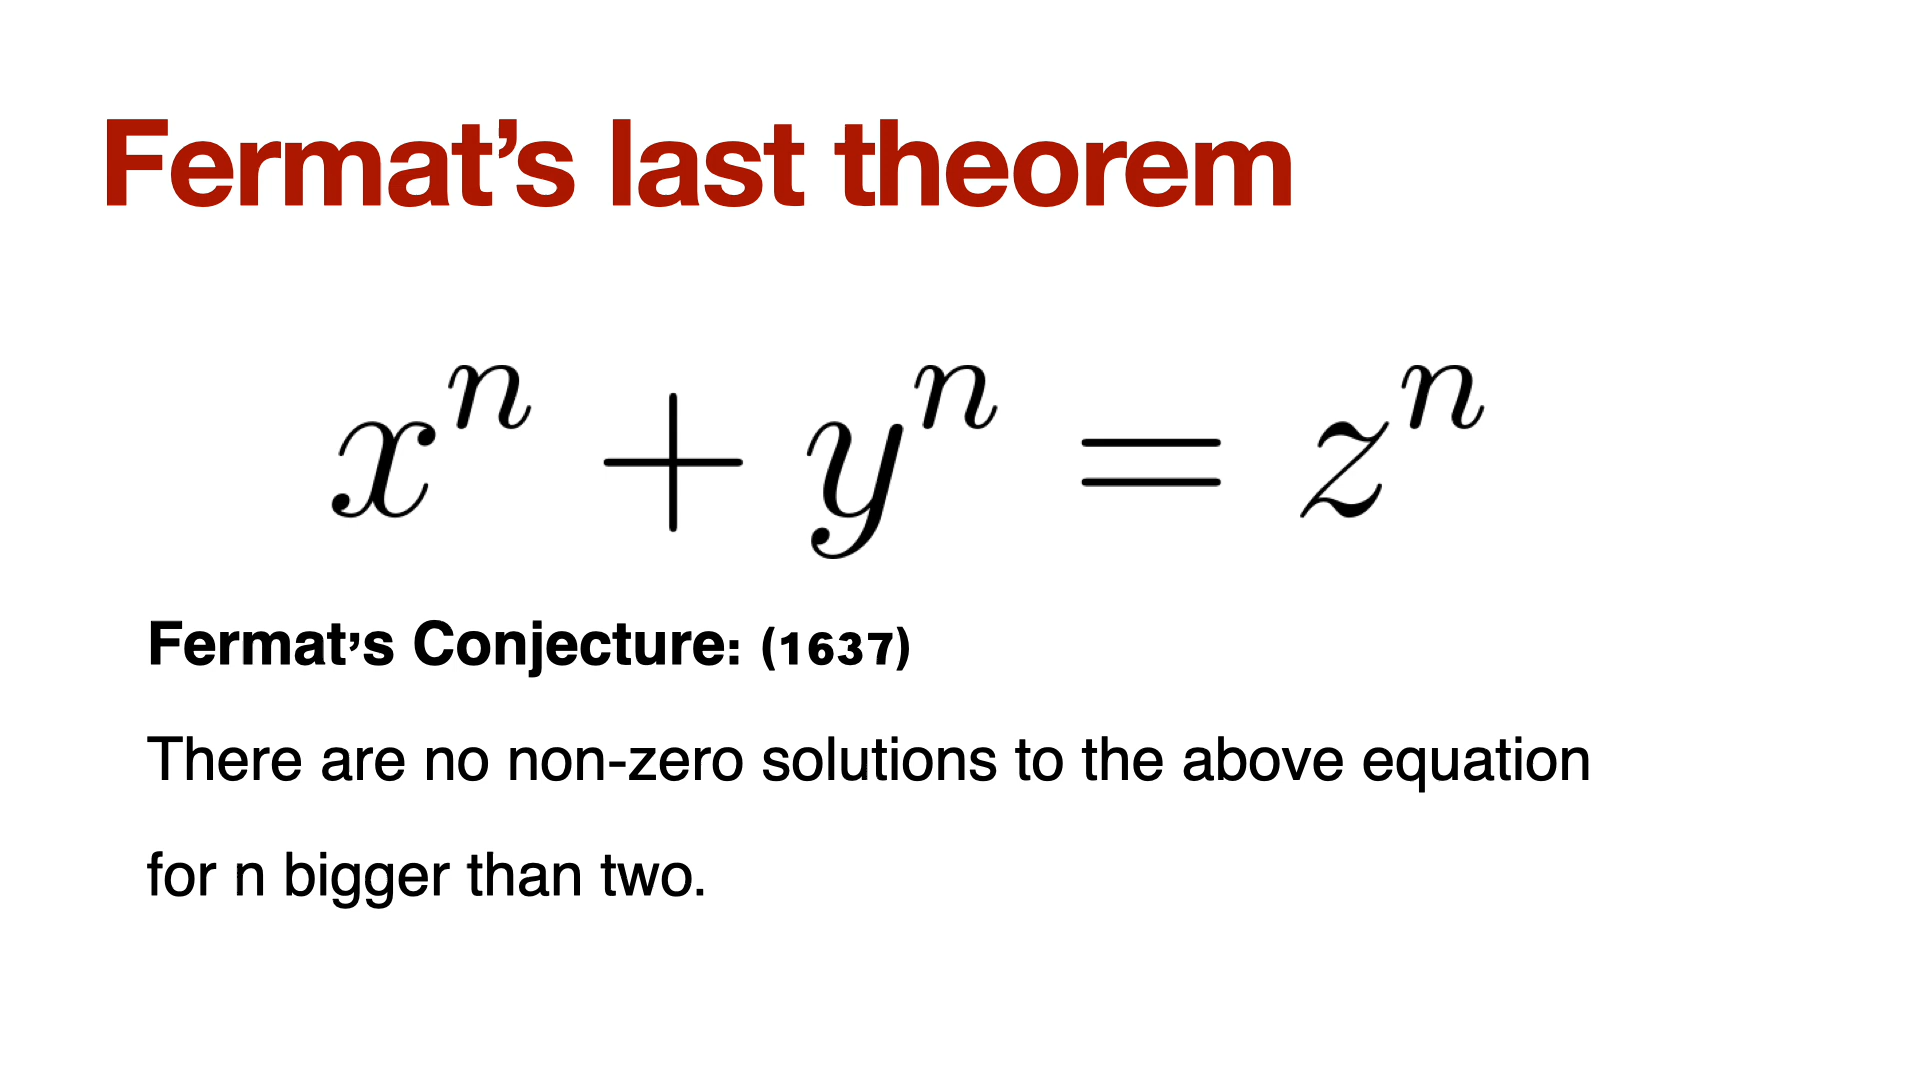 Fermat’s last theorem
xⁿ + yⁿ = zⁿ
Fermat’s Conjecture: (1637)
There are no non-zero solutions to the above equation
for n bigger than two.